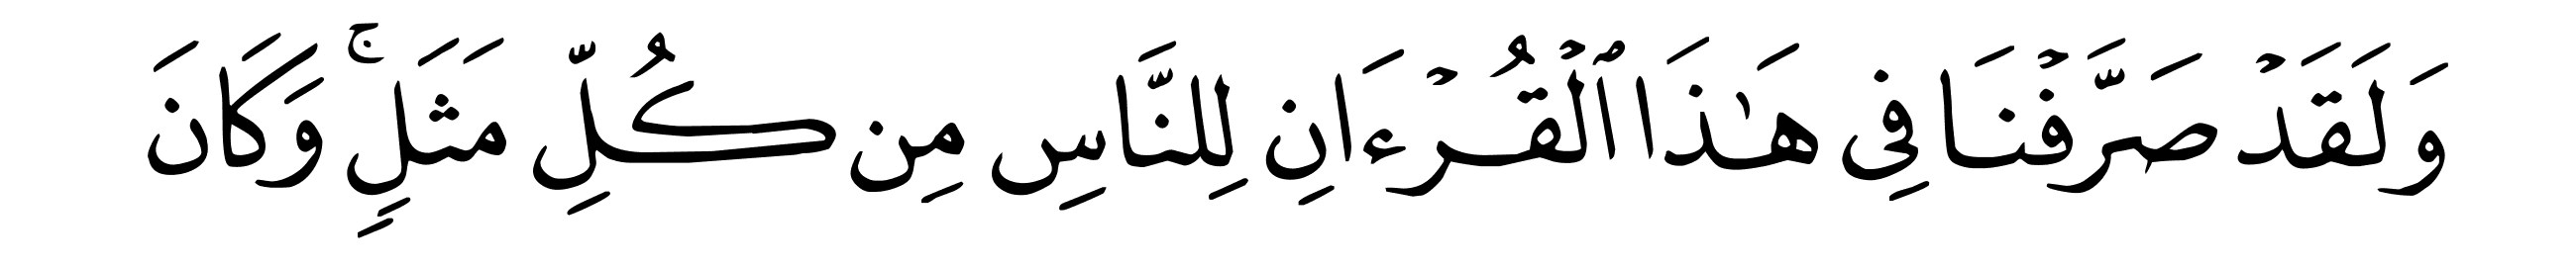 وَلَقَدۡ صَرَّفۡنَا فِي هَٰذَا ٱلۡقُرۡءَانِ لِلنَّاسِ مِن كُلِّ مَثَلٖۚ وَكَانَ